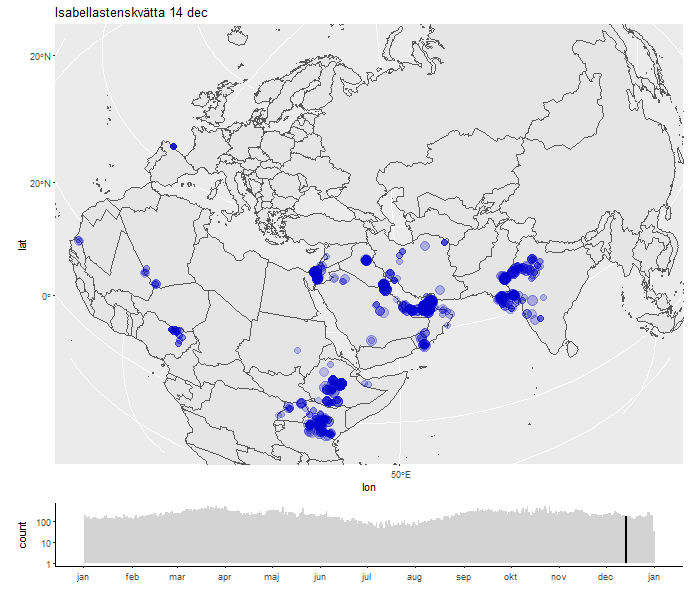 Isabellastenskvätta 14 dec
20°N
20°N
0°
lat
50°E
lon
count
100
10
1
jan feb mar apr maj jun jul aug sep okt nov dec jan